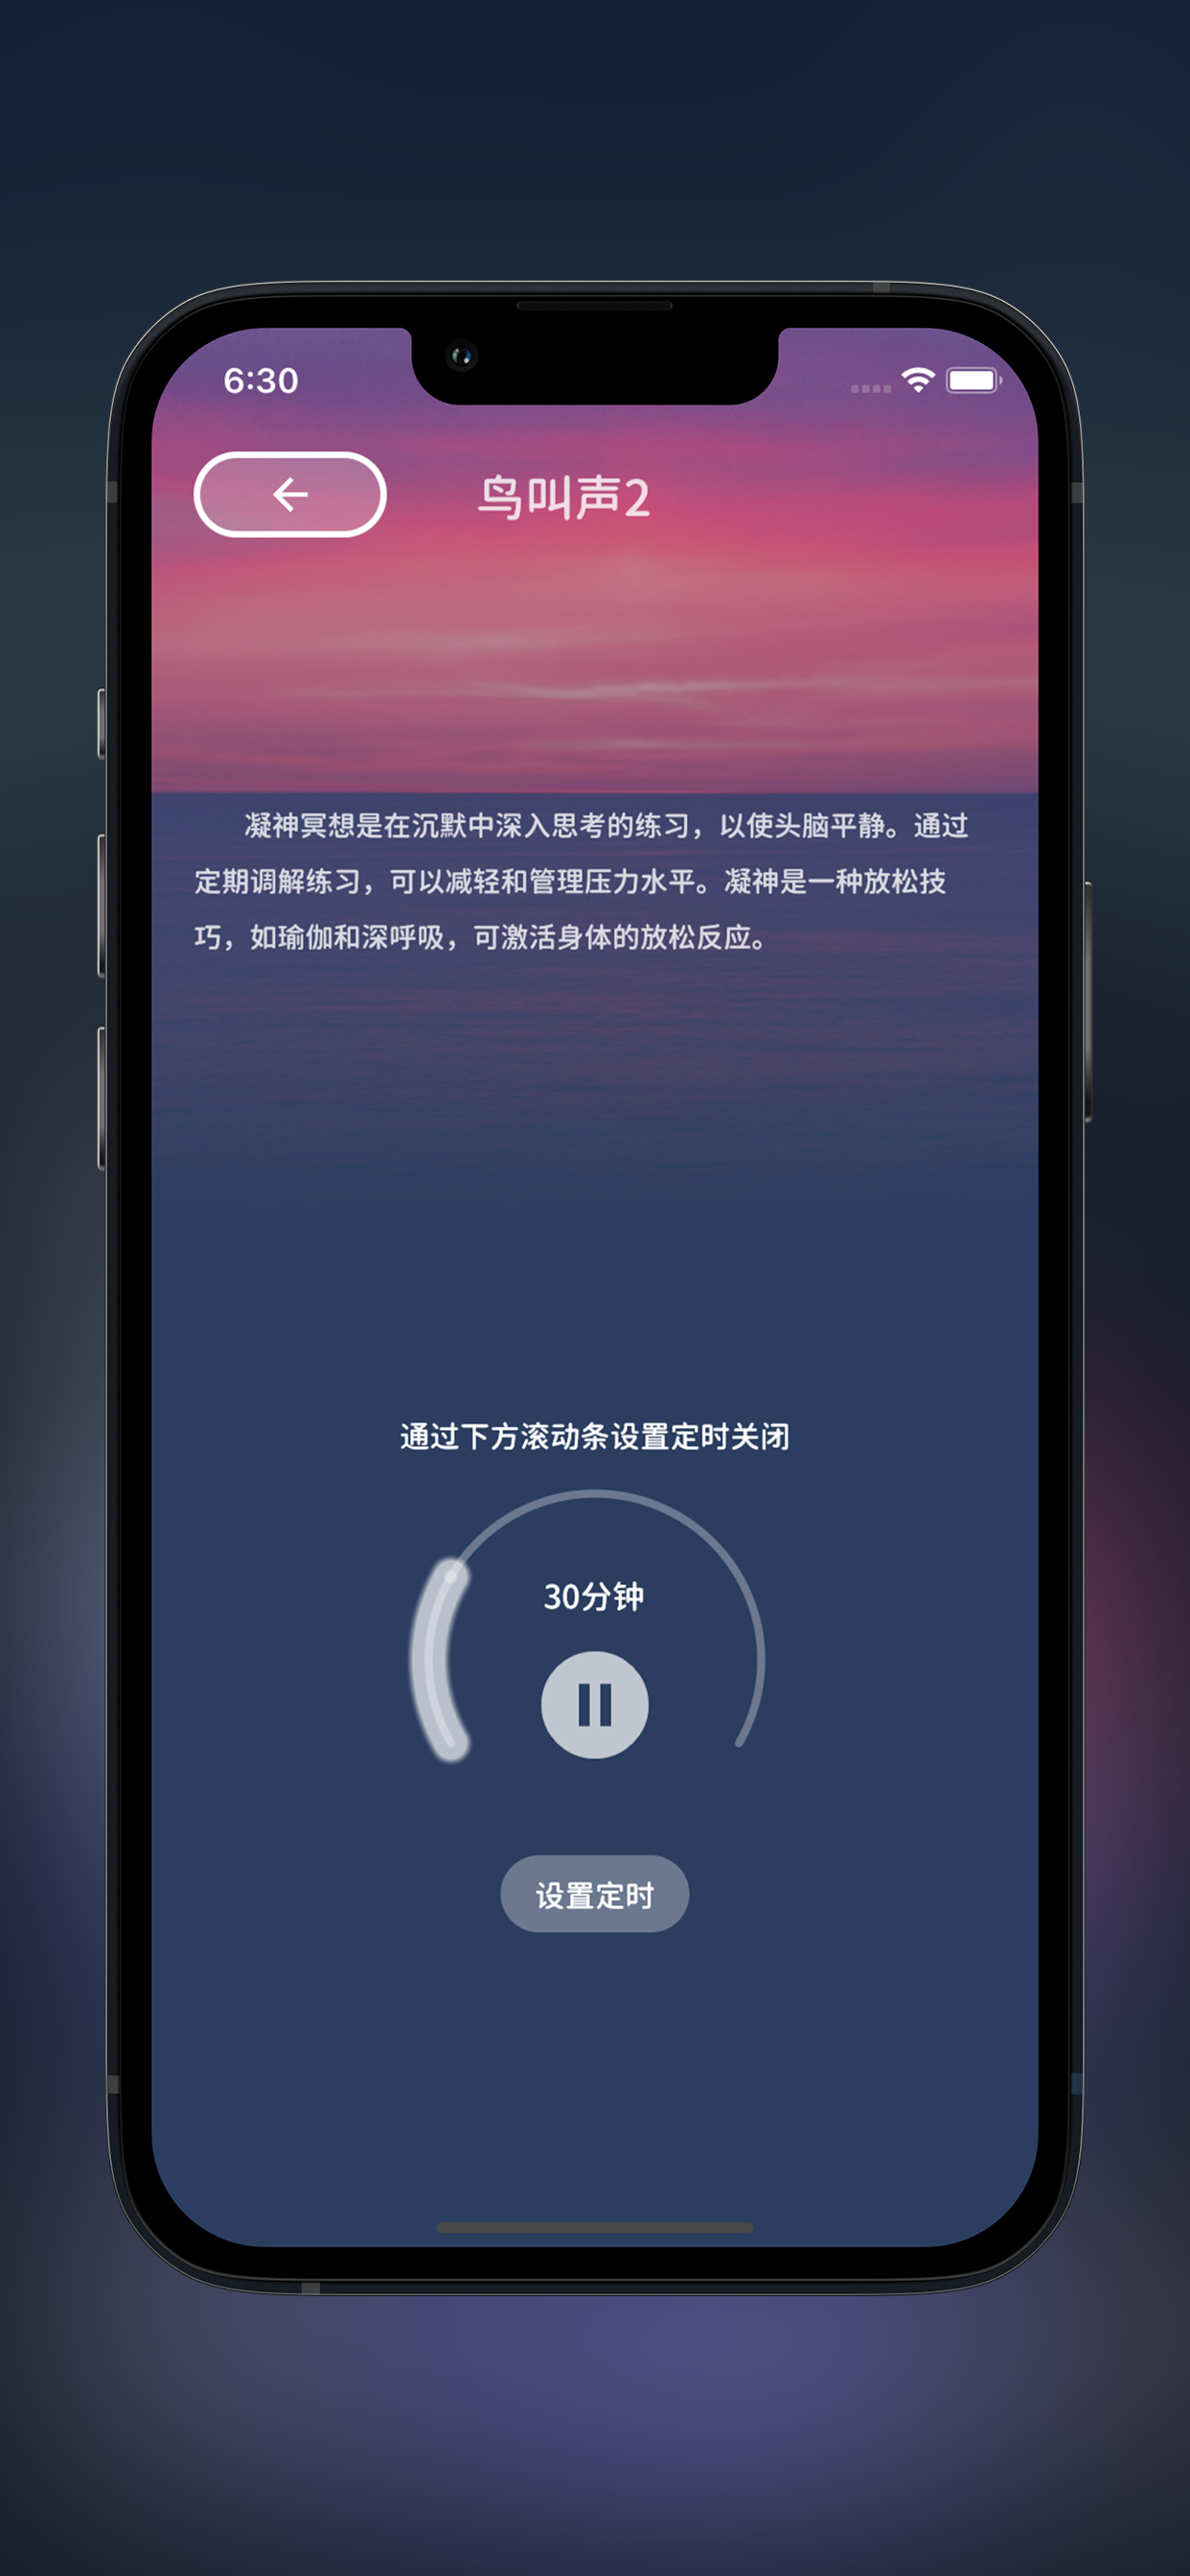 6:30
鸟叫声2
凝神冥想是在沉默中深入思考的练习，以使头脑平静。通过
定期调解练习，可以减轻和管理压力水平。凝神是一种放松技
巧，如瑜伽和深呼吸，可激活身体的放松反应。
通过下方滚动条设置定时关闭
30分钟
设置定时